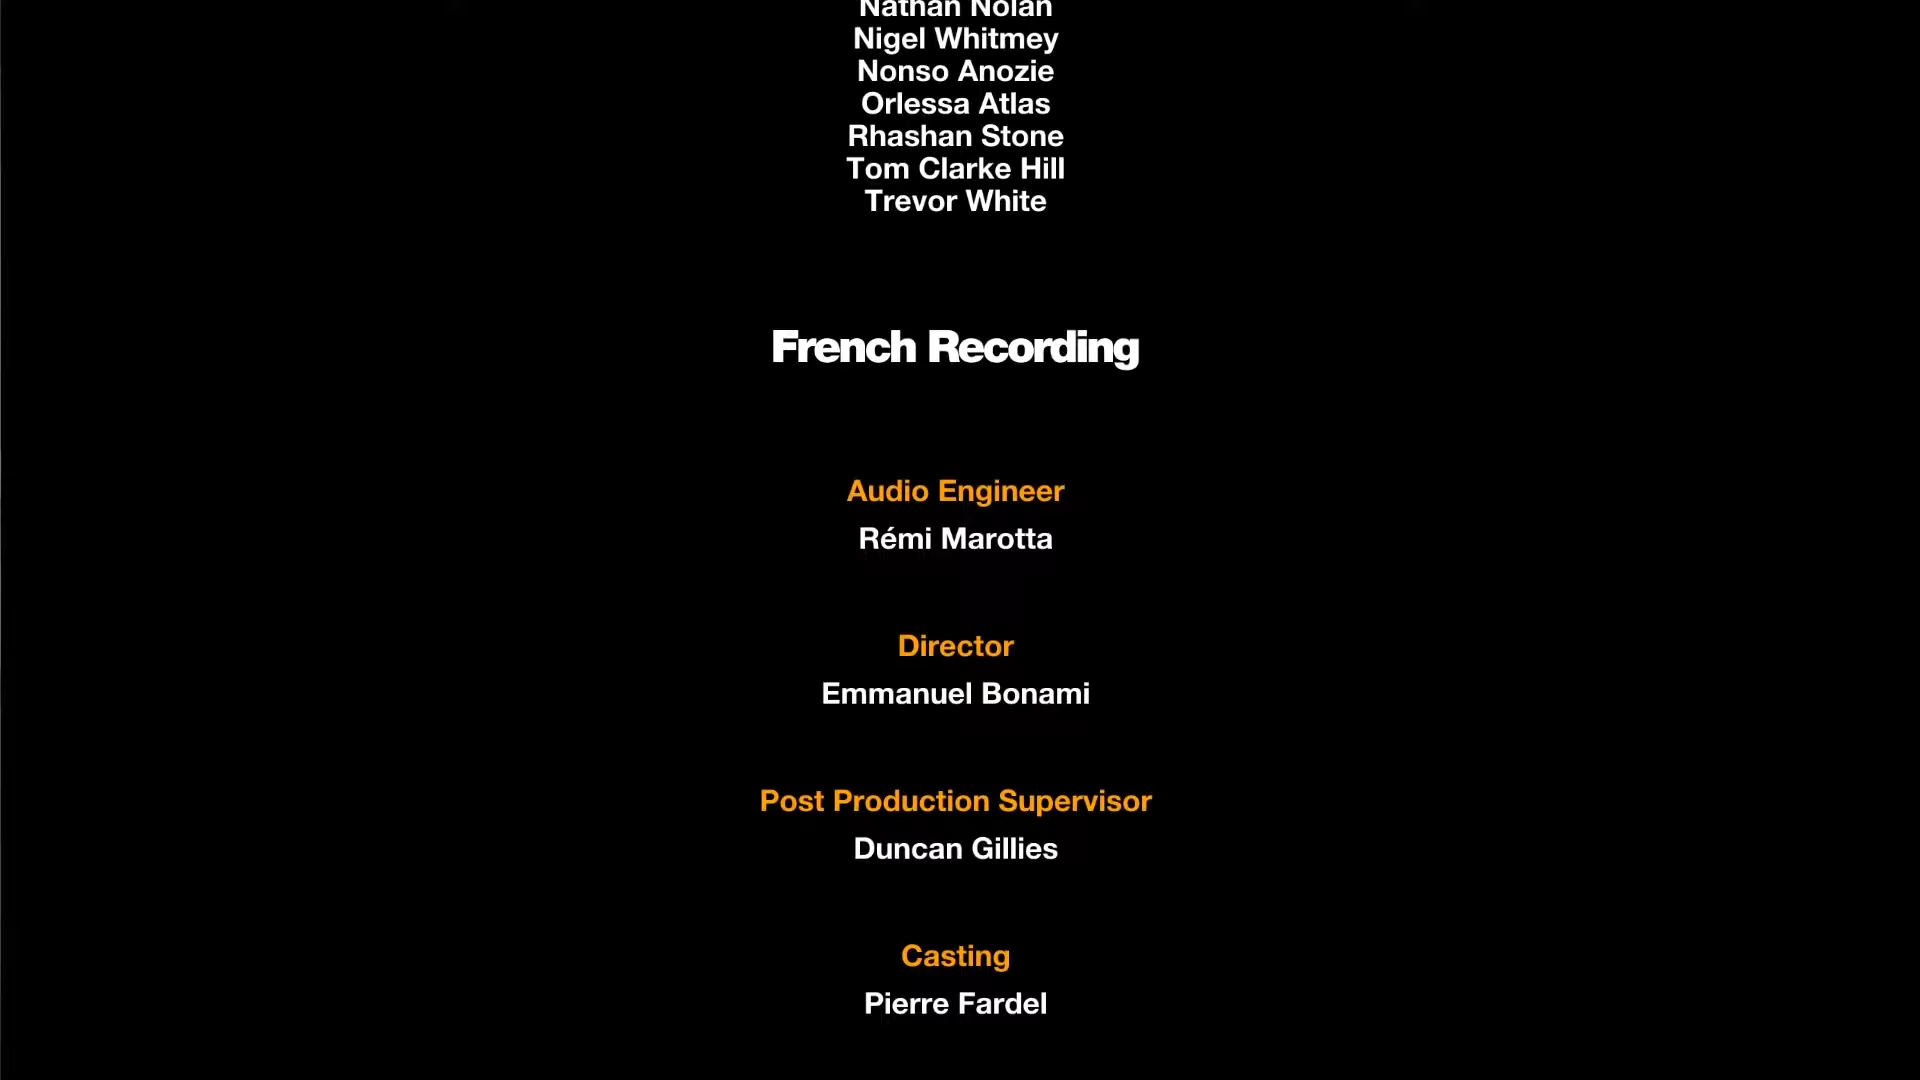 Nathan Nolan
Nigel Whitmey
Nonso Anozie
Orlessa Atlas
Rhashan Stone
Tom Clarke Hill
Trevor White
French Recording
Audio Engineer
Rémi Marotta
Director
Emmanuel Bonami
Post Production Supervisor
Duncan Gillies
Casting
Pierre Fardel